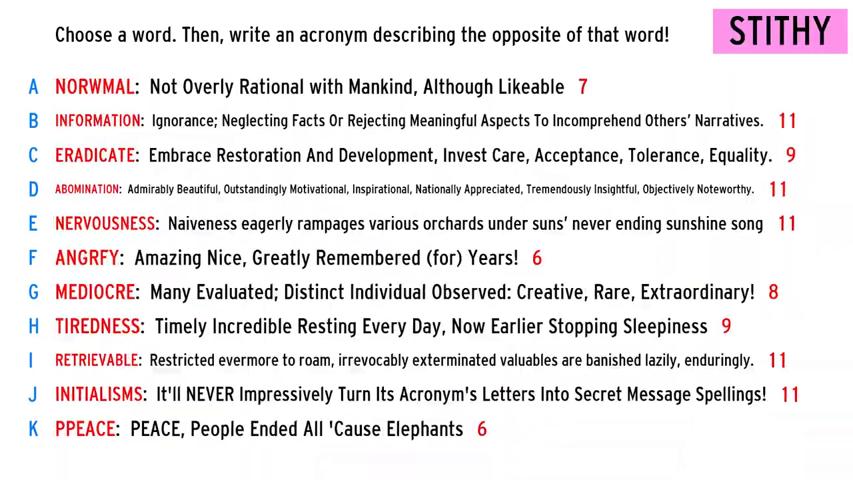 Choose a word. Then, write an acronym describing the opposite of that word!
STITHY
A NORWMAL: Not Overly Rational with Mankind, Although Likeable 7
B INFORMATION: Ignorance; Neglecting Facts Or Rejecting Meaningful Aspects To Incomprehend Others' Narratives. 11
C ERADICATE: Embrace Restoration And Development, Invest Care, Acceptance, Tolerance, Equality. 9
D ABOMINATION: Admirably Beautiful, Outstandingly Motivational, Inspirational, Nationally Appreciated, Tremendously Insightful, Objectively Noteworthy. 11
E NERVOUSNESS: Naiveness eagerly rampages various orchards under suns' never ending sunshine song 11
F ANGRFY: Amazing Nice, Greatly Remembered (for) Years! 6
G MEDIOCRE: Many Evaluated; Distinct Individual Observed: Creative, Rare, Extraordinary! 8
H TIREDNESS: Timely Incredible Resting Every Day, Now Earlier Stopping Sleepiness 9
I RETRIEVABLE: Restricted evermore to roam, irrevocably exterminated valuables are banished lazily, enduringly. 11
J INITIALISMS: It'll NEVER Impressively Turn Its Acronym's Letters Into Secret Message Spellings! 11
K PPEACE: PEACE, People Ended All 'Cause Elephants 6